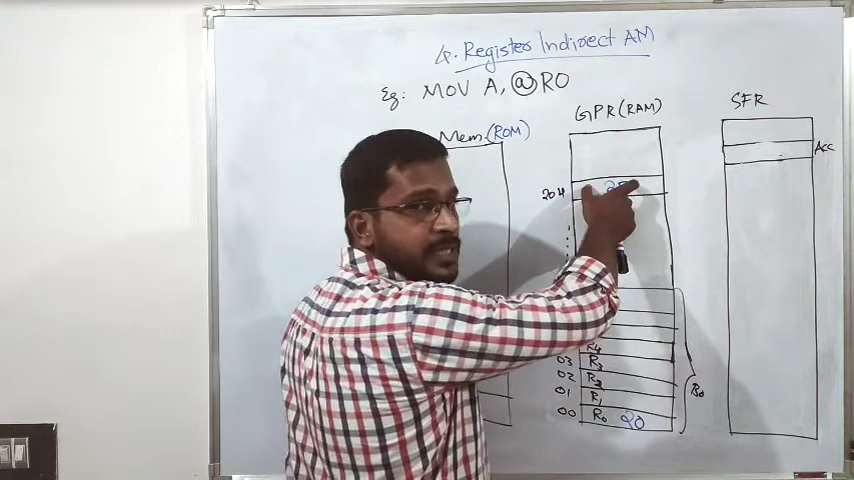 4. Register Indirect AM
Eg: MOV A, @R0
Mem.(ROM)
GPR(RAM)
SFR
Acc
20H
R4
03 R3
02 R2
01 R1
00 R0 20
B0